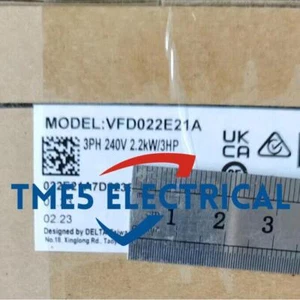 MODEL:VFD022E21A
3PH 240V 2.2kW/3HP
UK
CA
TMES ELECTRICAL
02.23
1 2 3
Designed by DELTA
No.18, Xinglong Rd.,